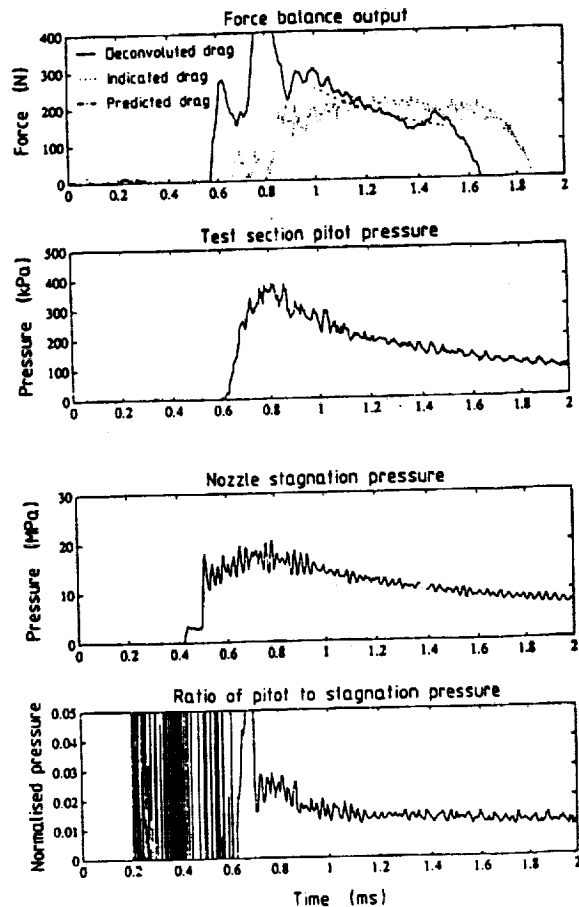 Force balance output
Force (N)
400
300
200
100
0
Deconvoluted drag
Indicated drag
Predicted drag
0 0.2 0.4 0.6 0.8 1 1.2 1.4 1.6 1.8 2
Test section pitot pressure
Pressure (kPa)
500
400
300
200
100
0
0 0.2 0.4 0.6 0.8 1 1.2 1.4 1.6 1.8 2
Nozzle stagnation pressure
Pressure (MPa)
30
20
10
0
0 0.2 0.4 0.6 0.8 1 1.2 1.4 1.6 1.8 2
Ratio of pitot to stagnation pressure
Normalised pressure
0.05
0.04
0.03
0.02
0.01
0
0 0.2 0.4 0.6 0.8 1 1.2 1.4 1.6 1.8 2
Time (ms)